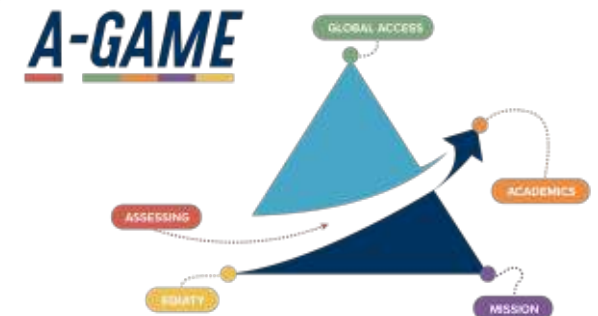 A-GAME
GLOBAL ACCESS
ACADEMICS
ASSESSING
EQUITY
MISSION